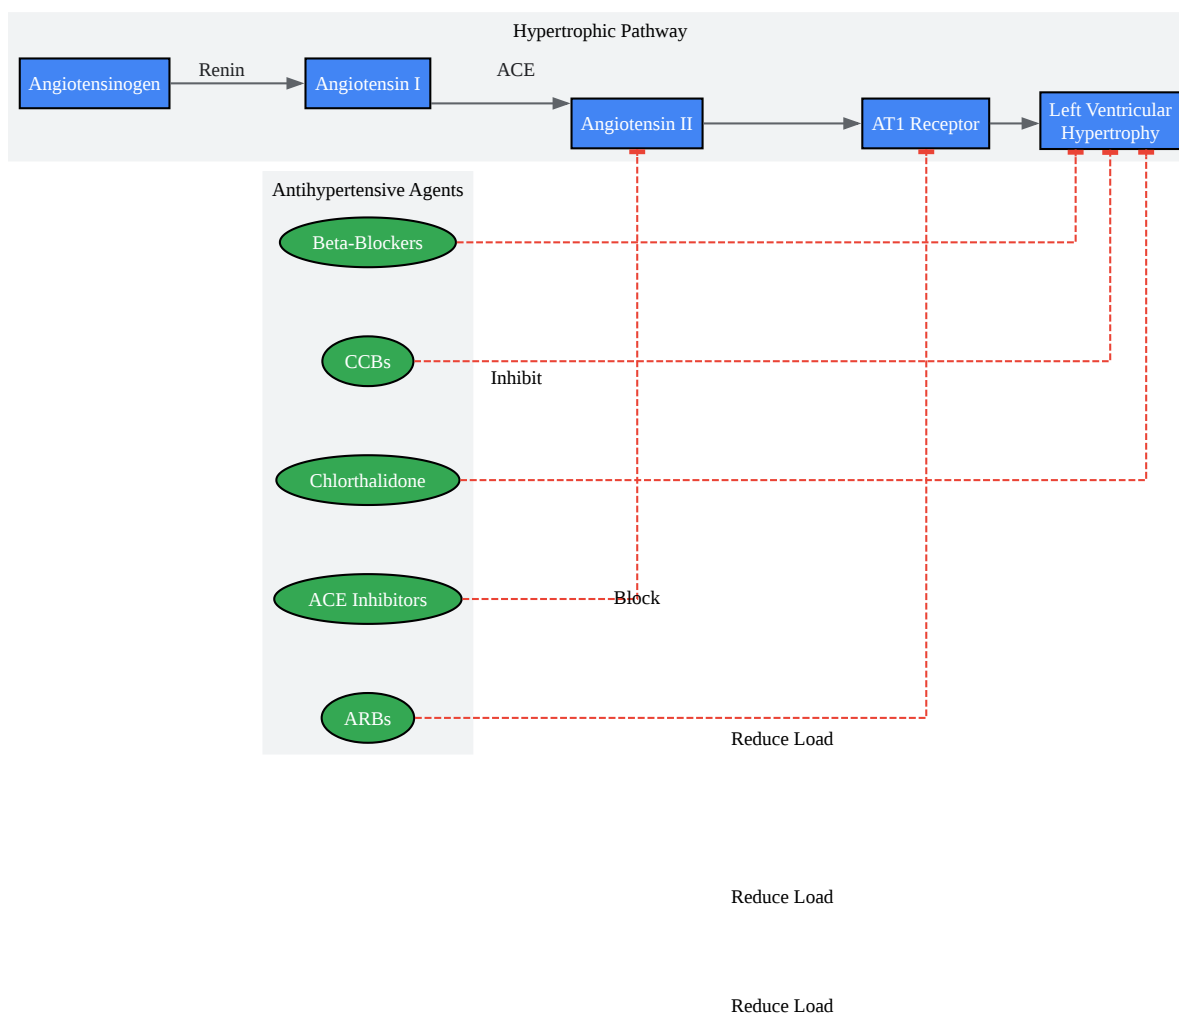 Hypertrophic Pathway
Angiotensinogen
Renin
Angiotensin I
ACE
Angiotensin II
AT1 Receptor
Left Ventricular
Hypertrophy
Antihypertensive Agents
Beta-Blockers
CCBs
Inhibit
Chlorthalidone
ACE Inhibitors
Block
ARBs
Reduce Load
Reduce Load
Reduce Load